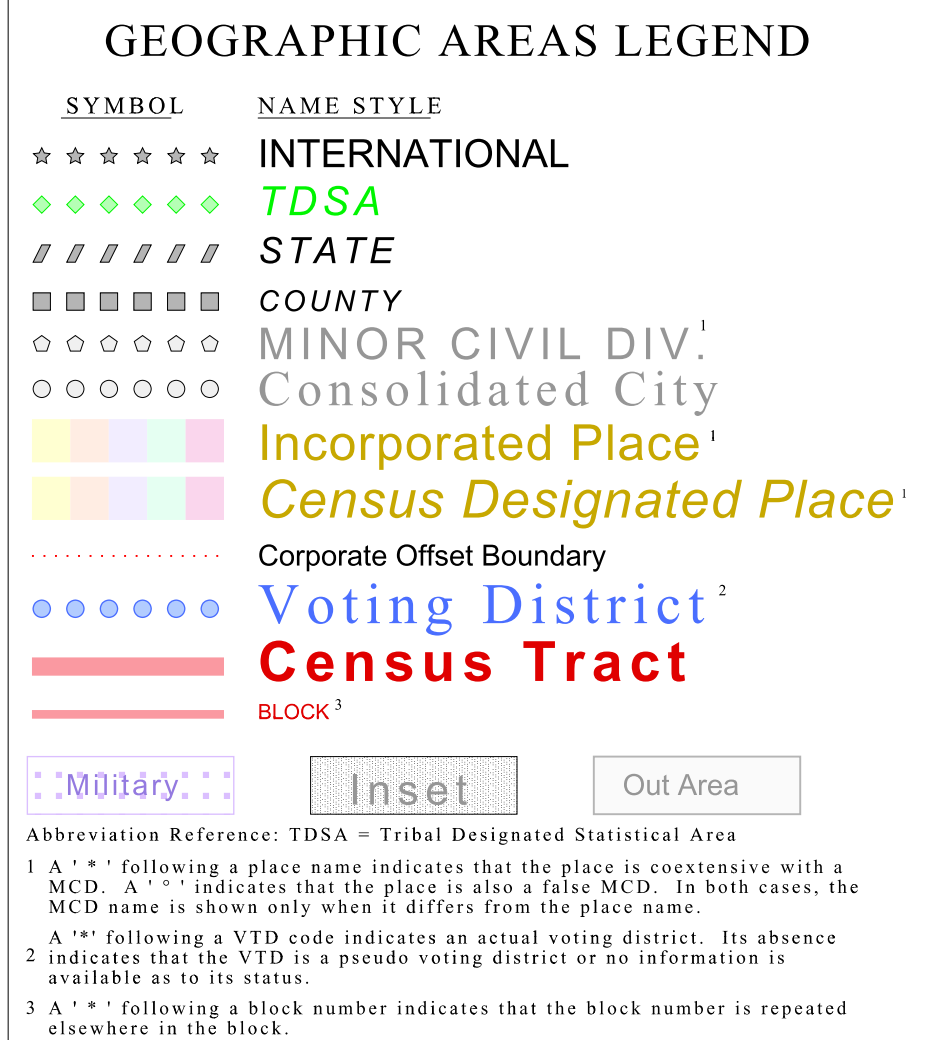 GEOGRAPHIC AREAS LEGEND
SYMBOL NAME STYLE
INTERNATIONAL
TDSA
STATE
COUNTY
MINOR CIVIL DIV. 1
Consolidated City
Incorporated Place 1
Census Designated Place 1
Corporate Offset Boundary
Voting District 2
Census Tract
BLOCK 3
Military Inset Out Area
Abbreviation Reference: TDSA = Tribal Designated Statistical Area
1 A ' * ' following a place name indicates that the place is coextensive with a
MCD. A ' ° ' indicates that the place is also a false MCD. In both cases, the
MCD name is shown only when it differs from the place name.
A '*' following a VTD code indicates an actual voting district. Its absence
2 indicates that the VTD is a pseudo voting district or no information is
available as to its status.
3 A ' * ' following a block number indicates that the block number is repeated
elsewhere in the block.